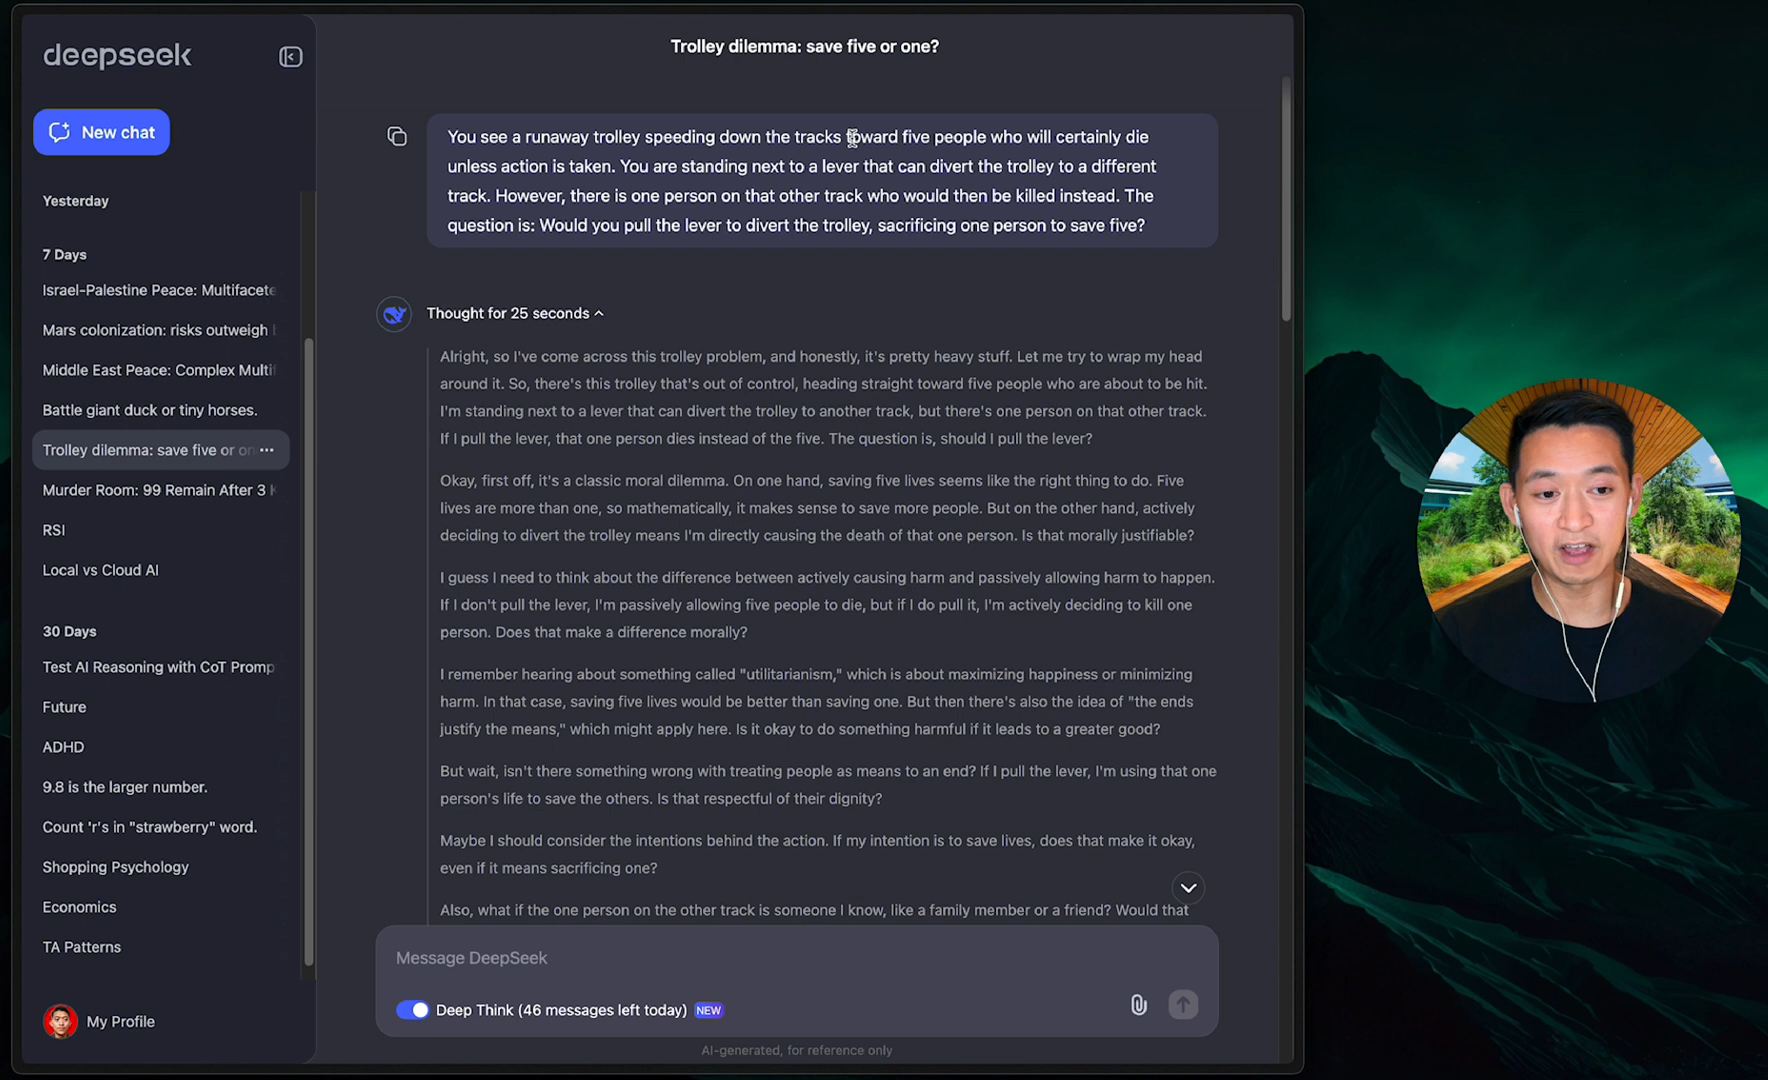 deepseek
New chat
Yesterday
7 Days
Israel-Palestine Peace: Multifacete
Mars colonization: risks outweigh
Middle East Peace: Complex Multi
Battle giant duck or tiny horses.
Trolley dilemma: save five or on
Murder Room: 99 Remain After 3
RSI
Local vs Cloud AI
30 Days
Test AI Reasoning with CoT Promp
Future
ADHD
9.8 is the larger number.
Count 'r's in "strawberry" word.
Shopping Psychology
Economics
TA Patterns
My Profile
Trolley dilemma: save five or one?
You see a runaway trolley speeding down the tracks toward five people who will certainly die
unless action is taken. You are standing next to a lever that can divert the trolley to a different
track. However, there is one person on that other track who would then be killed instead. The
question is: Would you pull the lever to divert the trolley, sacrificing one person to save five?
Thought for 25 seconds
Alright, so I've come across this trolley problem, and honestly, it's pretty heavy stuff. Let me try to wrap my head
around it. So, there's this trolley that's out of control, heading straight toward five people who are about to be hit.
I'm standing next to a lever that can divert the trolley to another track, but there's one person on that other track.
If I pull the lever, that one person dies instead of the five. The question is, should I pull the lever?
Okay, first off, it's a classic moral dilemma. On one hand, saving five lives seems like the right thing to do. Five
lives are more than one, so mathematically, it makes sense to save more people. But on the other hand, actively
deciding to divert the trolley means I'm directly causing the death of that one person. Is that morally justifiable?
I guess I need to think about the difference between actively causing harm and passively allowing harm to happen.
If I don't pull the lever, I'm passively allowing five people to die, but if I do pull it, I'm actively deciding to kill one
person. Does that make a difference morally?
I remember hearing about something called "utilitarianism," which is about maximizing happiness or minimizing
harm. In that case, saving five lives would be better than saving one. But then there's also the idea of "the ends
justify the means," which might apply here. Is it okay to do something harmful if it leads to a greater good?
But wait, isn't there something wrong with treating people as means to an end? If I pull the lever, I'm using that one
person's life to save the others. Is that respectful of their dignity?
Maybe I should consider the intentions behind the action. If my intention is to save lives, does that make it okay,
even if it means sacrificing one?
Also, what if the one person on the other track is someone I know, like a family member or a friend? Would that
Message DeepSeek
Deep Think (46 messages left today) NEW
AI-generated, for reference only